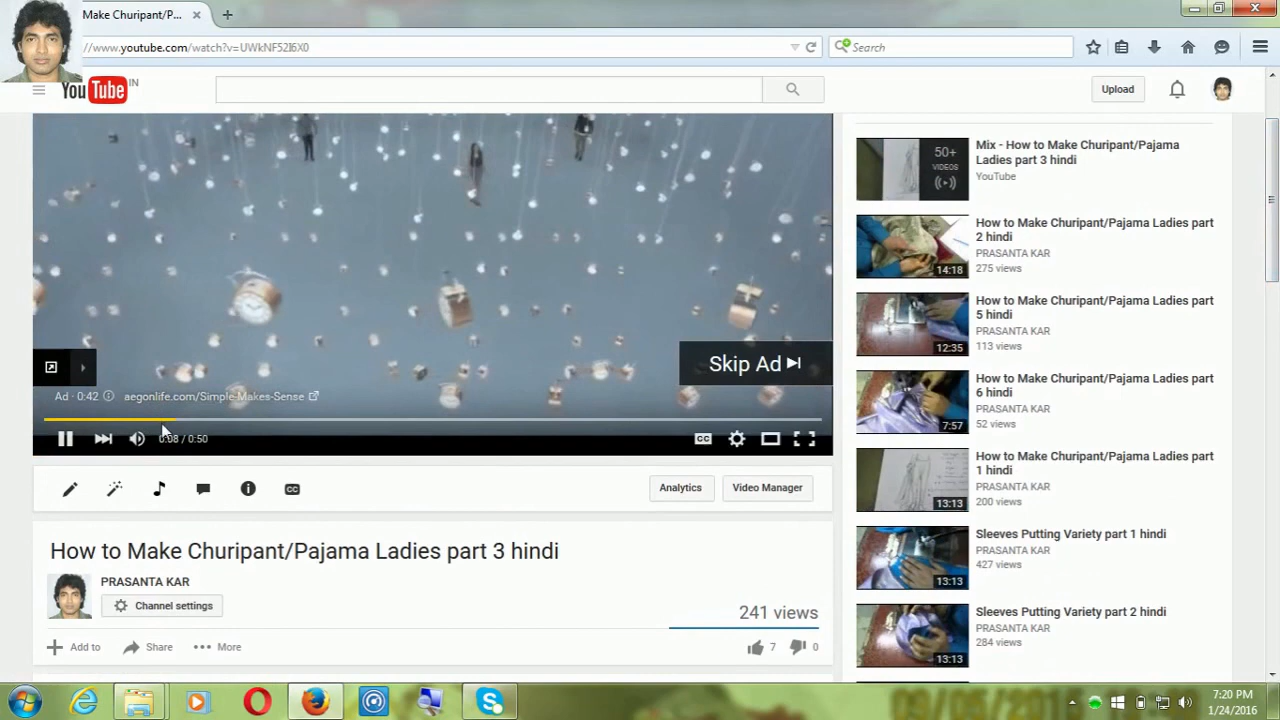 Make Churipant/P...
//www.youtube.com/watch?v=UWkNF52I6X0
Search
YouTube IN
Upload
Skip Ad
Ad · 0:42
aegonlife.com/Simple-Makes-Sense
0:08 / 0:50
CC
CC
Analytics
Video Manager
How to Make Churipant/Pajama Ladies part 3 hindi
PRASANTA KAR
Channel settings
241 views
Add to
Share
More
7
0
50+
VIDEOS
Mix - How to Make Churipant/Pajama
Ladies part 3 hindi
YouTube
14:18
How to Make Churipant/Pajama Ladies part
2 hindi
PRASANTA KAR
275 views
12:35
How to Make Churipant/Pajama Ladies part
5 hindi
PRASANTA KAR
113 views
7:57
How to Make Churipant/Pajama Ladies part
6 hindi
PRASANTA KAR
52 views
13:13
How to Make Churipant/Pajama Ladies part
1 hindi
PRASANTA KAR
200 views
13:13
Sleeves Putting Variety part 1 hindi
PRASANTA KAR
427 views
13:13
Sleeves Putting Variety part 2 hindi
PRASANTA KAR
284 views
7:20 PM
1/24/2016